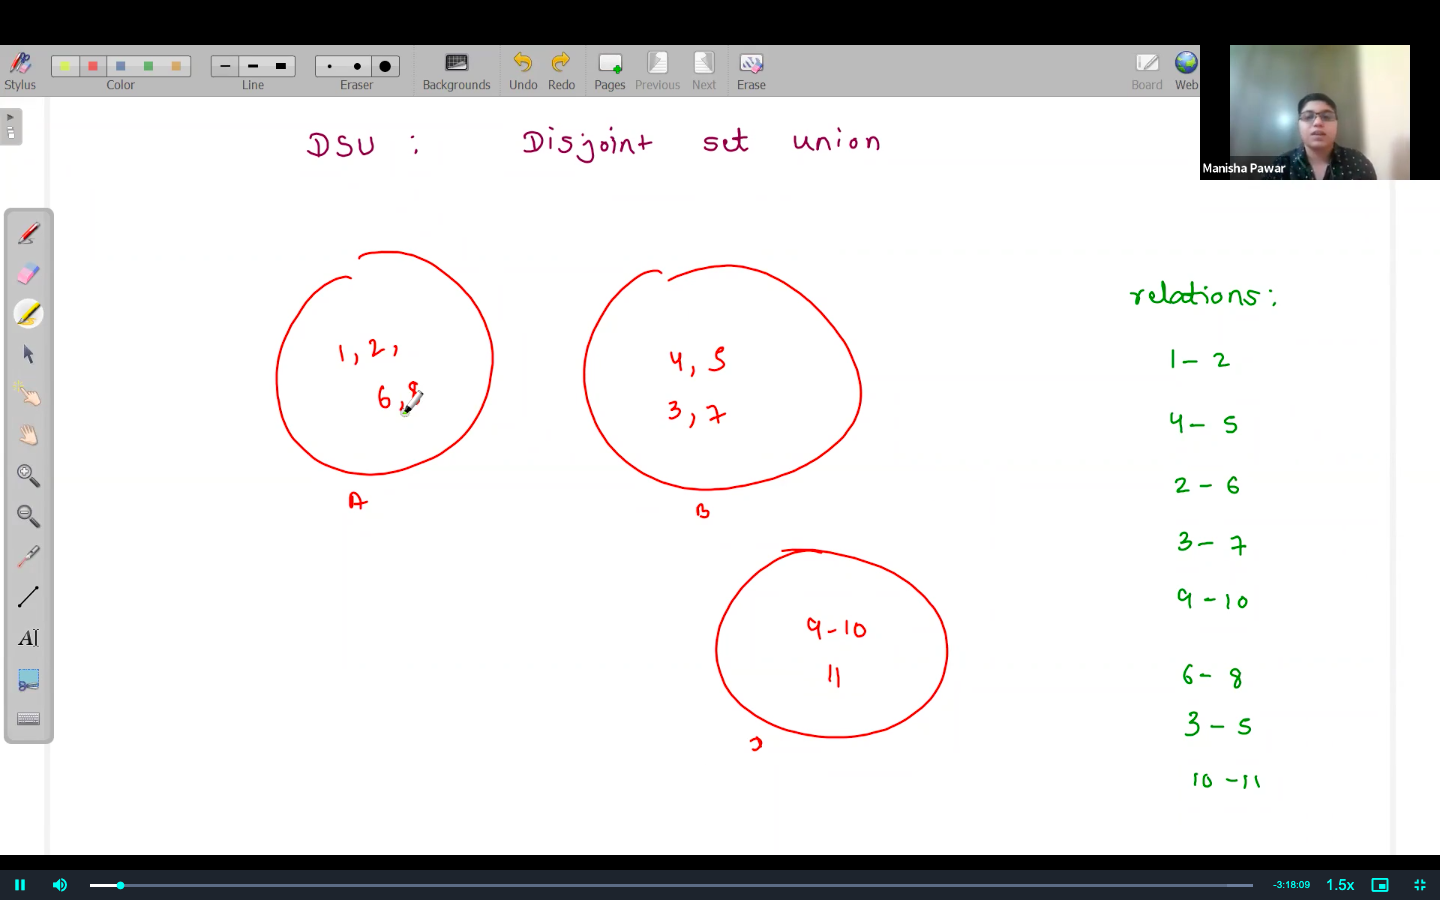 Stylus
Color
Line
Eraser
Backgrounds
Undo
Redo
Pages
Previous
Next
Erase
Board
Web
Manisha Pawar
DSU : Disjoint set union
1, 2,
6, 8
A
4, 5
3, 7
B
9-10
11
relations:
1 - 2
4 - 5
2 - 6
3 - 7
9 - 10
6 - 8
3 - 5
10 - 11
AI
-3:18:09
1.5x